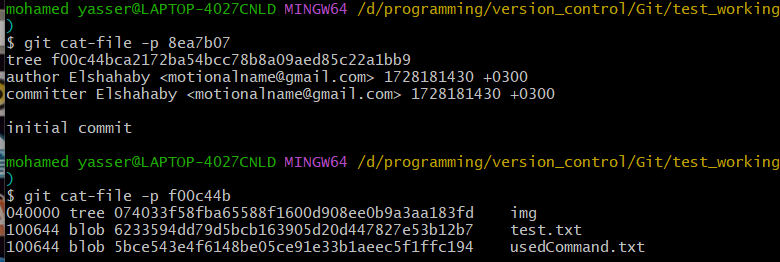 mohamed yasser@LAPTOP-4027CNLD MINGW64 /d/programming/version_control/Git/test_working
)
$ git cat-file -p 8ea7b07
tree f00c44bca2172ba54bcc78b8a09aed85c22a1bb9
author Elshahaby <motionalname@gmail.com> 1728181430 +0300
committer Elshahaby <motionalname@gmail.com> 1728181430 +0300

initial commit

mohamed yasser@LAPTOP-4027CNLD MINGW64 /d/programming/version_control/Git/test_working
)
$ git cat-file -p f00c44b
040000 tree 074033f58fba65588f1600d908ee0b9a3aa183fd    img
100644 blob 6233594dd79d5bcb163905d20d447827e53b12b7    test.txt
100644 blob 5bce543e4f6148be05ce91e33b1aeec5f1ffc194    usedCommand.txt